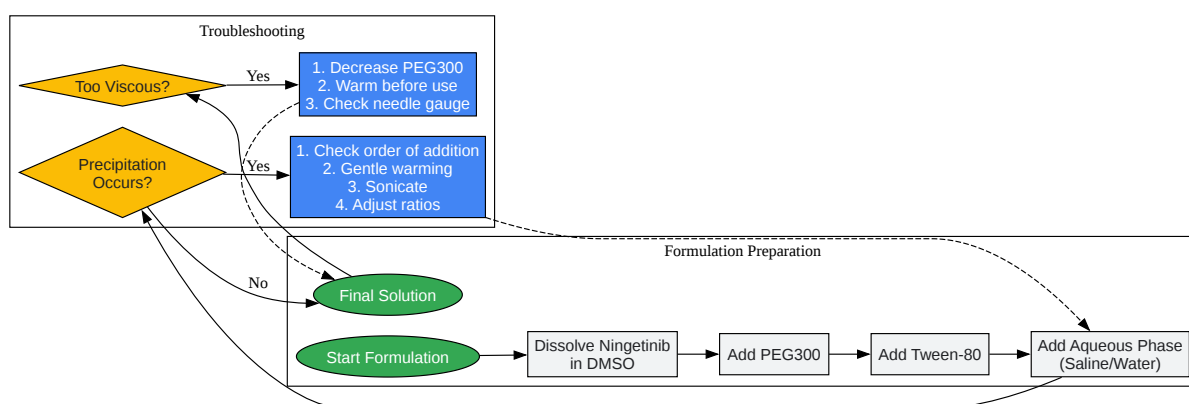 Troubleshooting
Too Viscous?
Yes
1. Decrease PEG300
2. Warm before use
3. Check needle gauge
Precipitation
Occurs?
Yes
1. Check order of addition
2. Gentle warming
3. Sonicate
4. Adjust ratios
No
Formulation Preparation
Final Solution
Start Formulation
Dissolve Ningetinib
in DMSO
Add PEG300
Add Tween-80
Add Aqueous Phase
(Saline/Water)